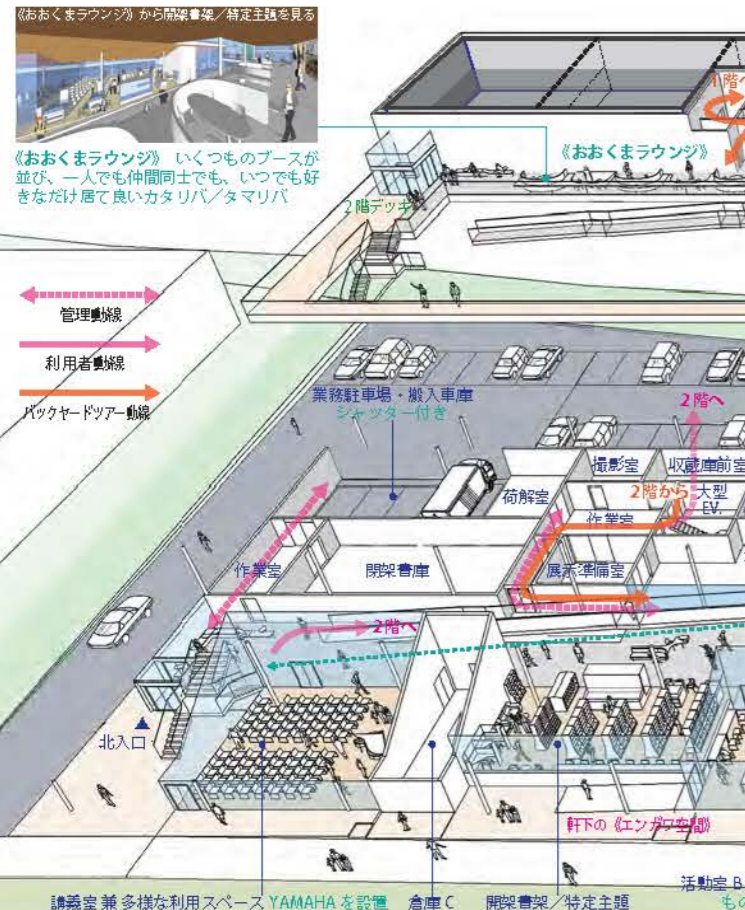 《おおくまラウンジ》から開架書架／特定主題を見る
《おおくまラウンジ》 いくつものブースが
並び、一人でも仲間同士でも、いつでも好
きなだけ居て良いカタリバ／タマリバ
1階へ
《おおくまラウンジ》
2階デッキ
管理動線
利用者動線
バックヤードツアー動線
業務駐車場・搬入車庫
シャッター付き
2階へ
撮影室
収蔵庫前室
荷解室
2階から
大型
EV.
作業室
作業室
閉架書庫
展示準備室
2階へ
北入口
軒下の《エンガワ空間》
講義室 兼 多様な利用スペース YAMAHA を設置
倉庫 C
開架書架／特定主題
活動室 B
もの